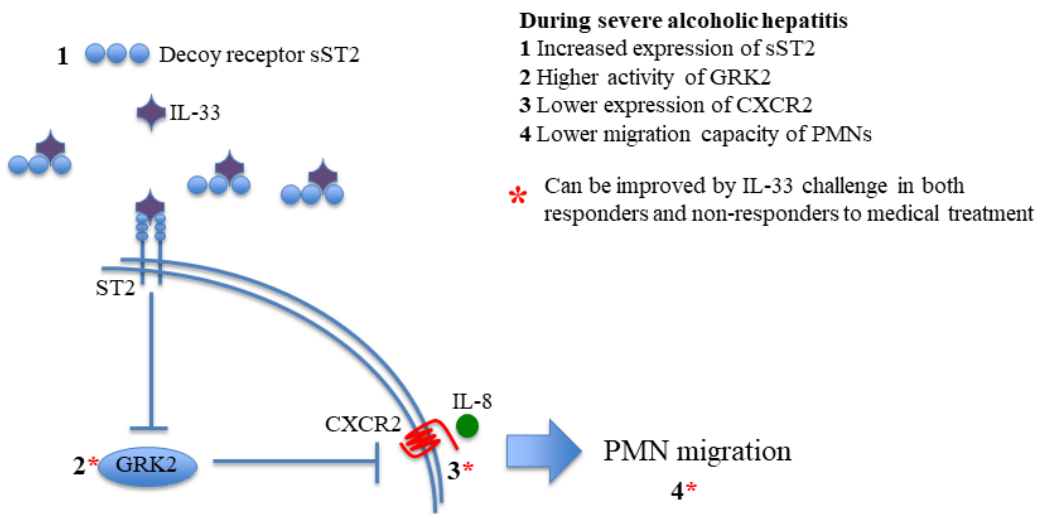 During severe alcoholic hepatitis
1 Increased expression of sST2
2 Higher activity of GRK2
3 Lower expression of CXCR2
4 Lower migration capacity of PMNs
* Can be improved by IL-33 challenge in both
responders and non-responders to medical treatment
1 Decoy receptor sST2
IL-33
ST2
IL-8
CXCR2
2* GRK2
3*
PMN migration
4*